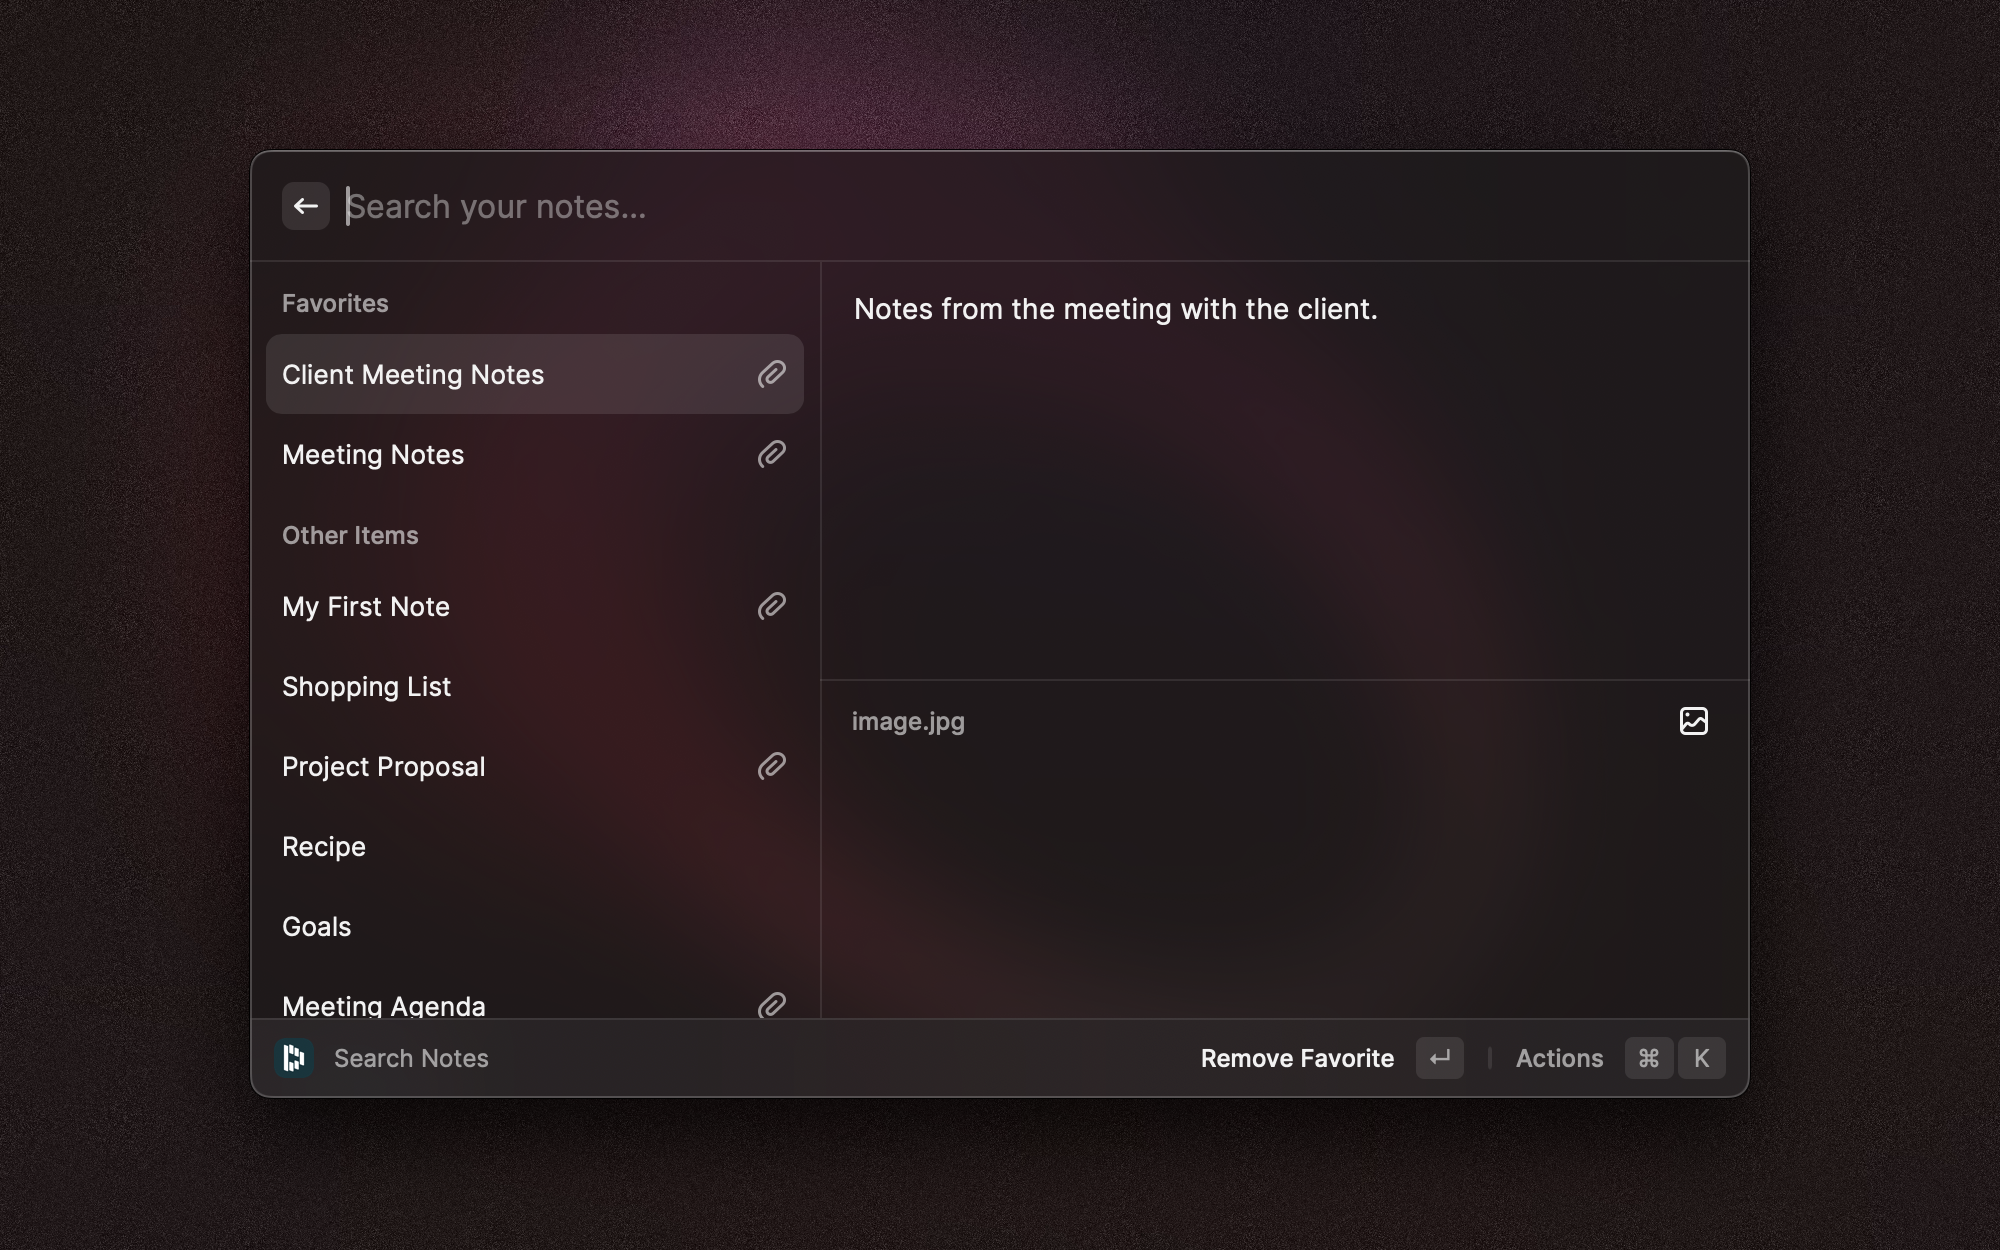 Search your notes...
Favorites
Client Meeting Notes
Meeting Notes
Other Items
My First Note
Shopping List
Project Proposal
Recipe
Goals
Meeting Agenda
Notes from the meeting with the client.
image.jpg
Search Notes
Remove Favorite ↵ | Actions ⌘ K